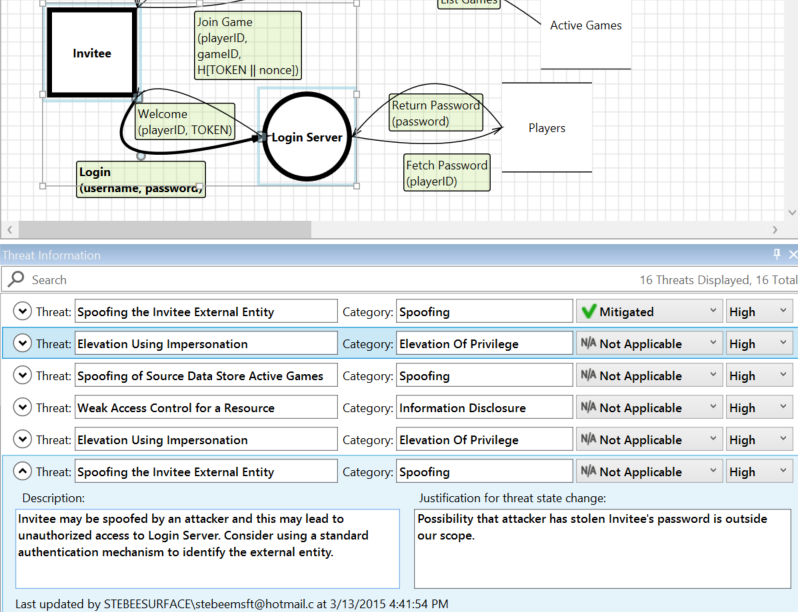 List Games
Active Games
Join Game
(playerID,
gameID,
H[TOKEN || nonce])
Invitee
Welcome
(playerID, TOKEN)
Login Server
Return Password
(password)
Players
Fetch Password
(playerID)
Login
(username, password)
Threat Information
Search
16 Threats Displayed, 16 Total
Threat: Spoofing the Invitee External Entity Category: Spoofing Mitigated High
Threat: Elevation Using Impersonation Category: Elevation Of Privilege N/A Not Applicable High
Threat: Spoofing of Source Data Store Active Games Category: Spoofing N/A Not Applicable High
Threat: Weak Access Control for a Resource Category: Information Disclosure N/A Not Applicable High
Threat: Elevation Using Impersonation Category: Elevation Of Privilege N/A Not Applicable High
Threat: Spoofing the Invitee External Entity Category: Spoofing N/A Not Applicable High
Description:
Invitee may be spoofed by an attacker and this may lead to
unauthorized access to Login Server. Consider using a standard
authentication mechanism to identify the external entity.
Justification for threat state change:
Possibility that attacker has stolen Invitee's password is outside
our scope.
Last updated by STEBEESURFACE\stebeemsft@hotmail.c at 3/13/2015 4:41:54 PM